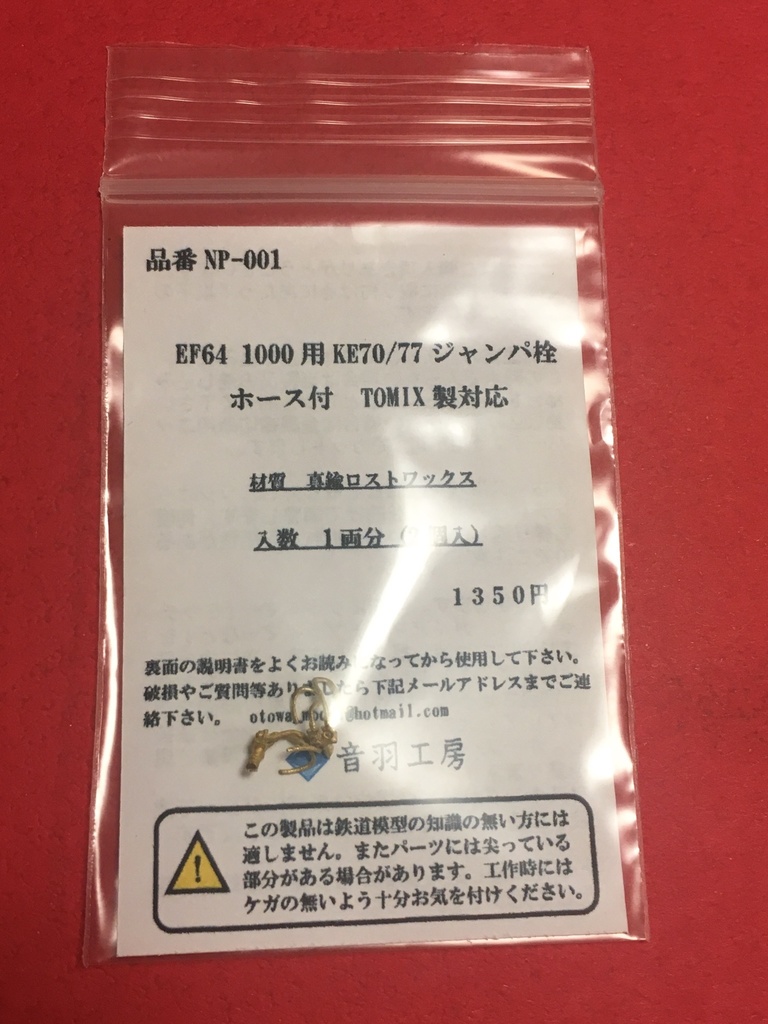 品番 NP-001
EF64 1000 用 KE70/77 ジャンパ栓
ホース付 TOMIX 製対応
材質 真鍮ロストワックス
入数 1両分 ( 個入)
1350円
裏面の説明書をよくお読みになってから使用して下さい。
破損やご質問等ありましたら下記メールアドレスまでご連
絡下さい。 @hotmail.com
音羽工房
この製品は鉄道模型の知識の無い方には
適しません。またパーツには尖っている
部分がある場合があります。工作時には
ケガの無いよう十分お気を付けください。